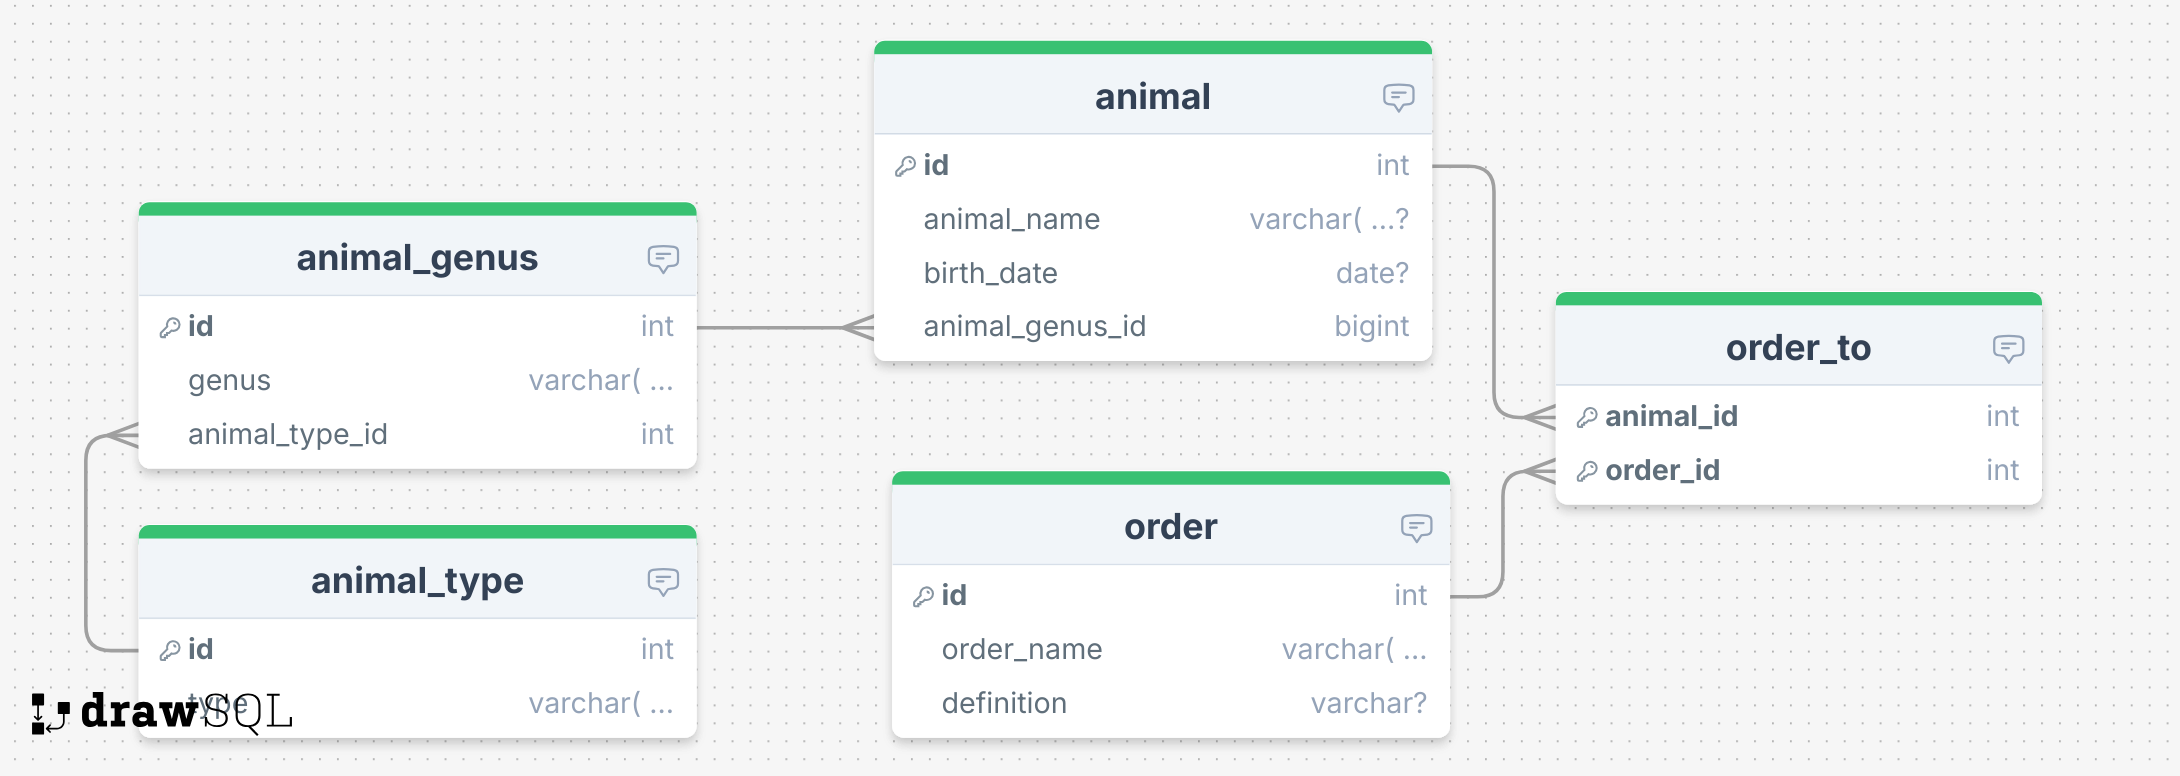 animal_genus
id int
genus varchar( ...
animal_type_id int
animal_type
id int
type varchar( ...
drawSQL
animal
id int
animal_name varchar( ...?
birth_date date?
animal_genus_id bigint
order
id int
order_name varchar( ...
definition varchar?
order_to
animal_id int
order_id int